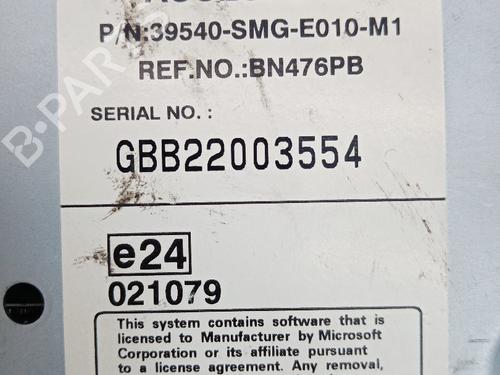 P/N:39540-SMG-E010-M1
REF.NO.:BN476PB
SERIAL NO. :
GBB22003554
e24
021079
This system contains software that is
licensed to Manufacturer by Microsoft
Corporation or its affiliate pursuant
to a license agreement. Any removal,
B-PARTS